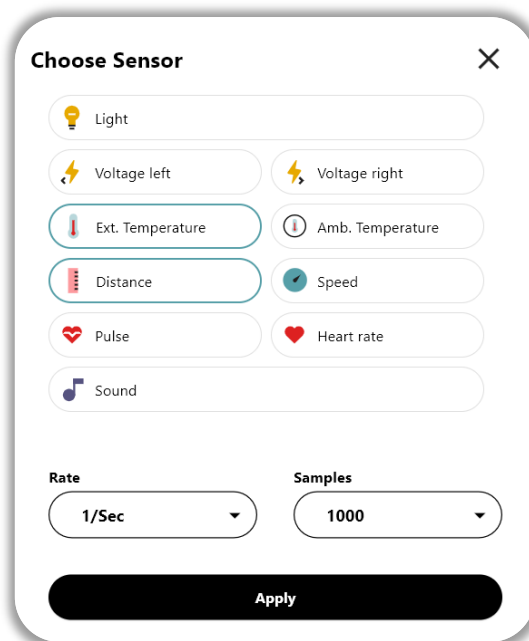 Choose Sensor
Light
Voltage left
Voltage right
Ext. Temperature
Amb. Temperature
Distance
Speed
Pulse
Heart rate
Sound
Rate
Samples
1/Sec
1000
Apply